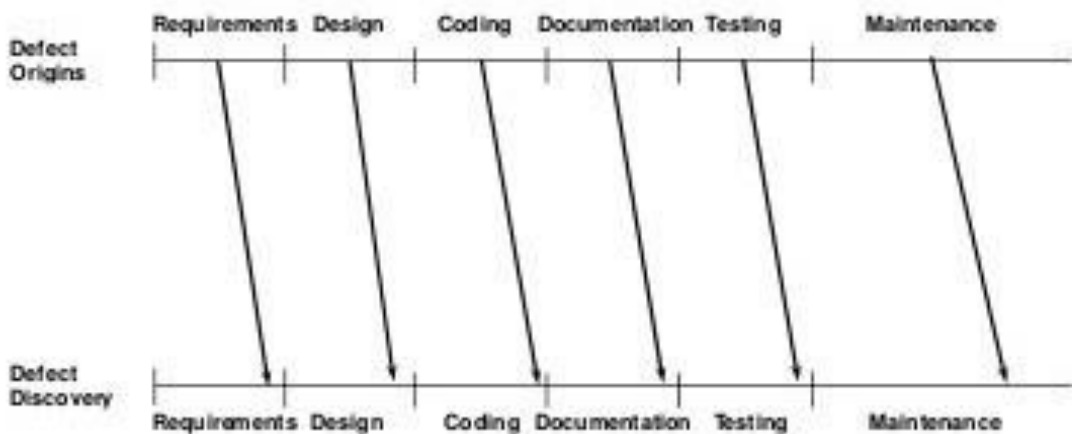 Requirements Design Coding Documentation Testing Maintenance
Defect
Origins
Defect
Discovery
Requirements Design Coding Documentation Testing Maintenance